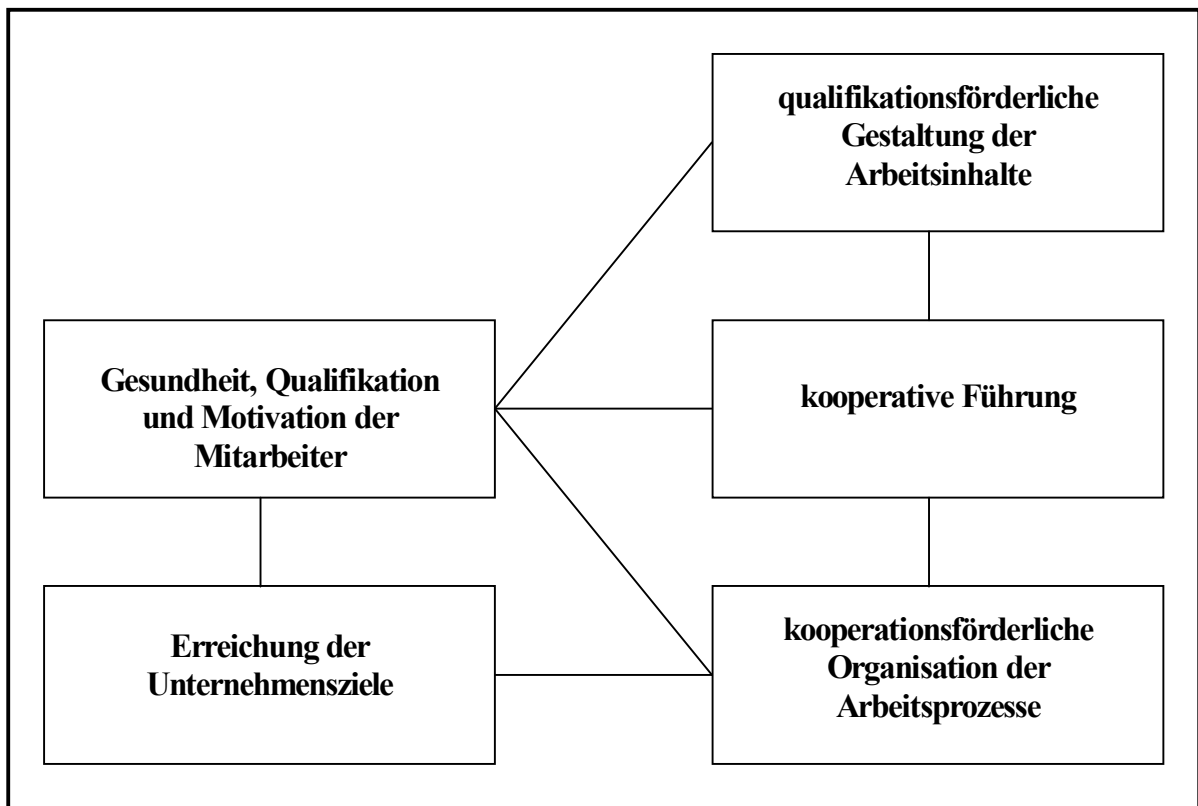 qualifikationsförderliche
Gestaltung der
Arbeitsinhalte
Gesundheit, Qualifikation
und Motivation der
Mitarbeiter
kooperative Führung
Erreichung der
Unternehmensziele
kooperationsförderliche
Organisation der
Arbeitsprozesse